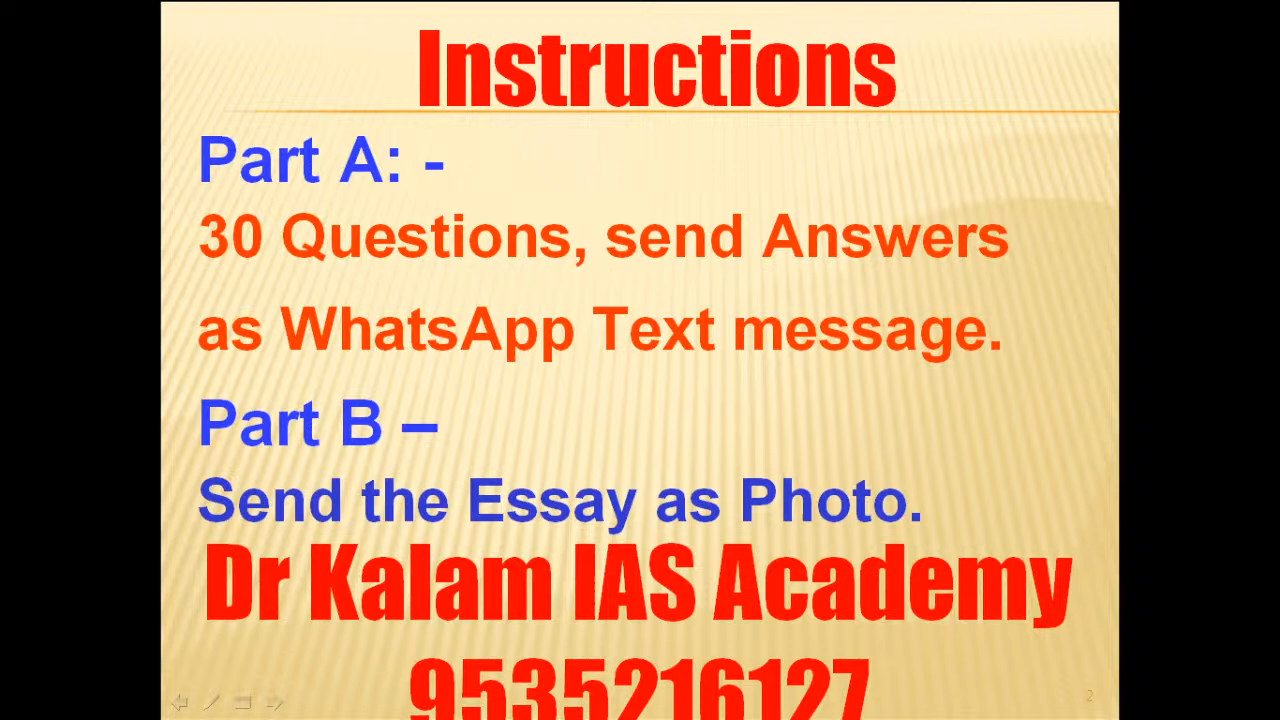 Instructions
Part A: -
30 Questions, send Answers
as WhatsApp Text message.
Part B –
Send the Essay as Photo.
Dr Kalam IAS Academy
9535216127
2